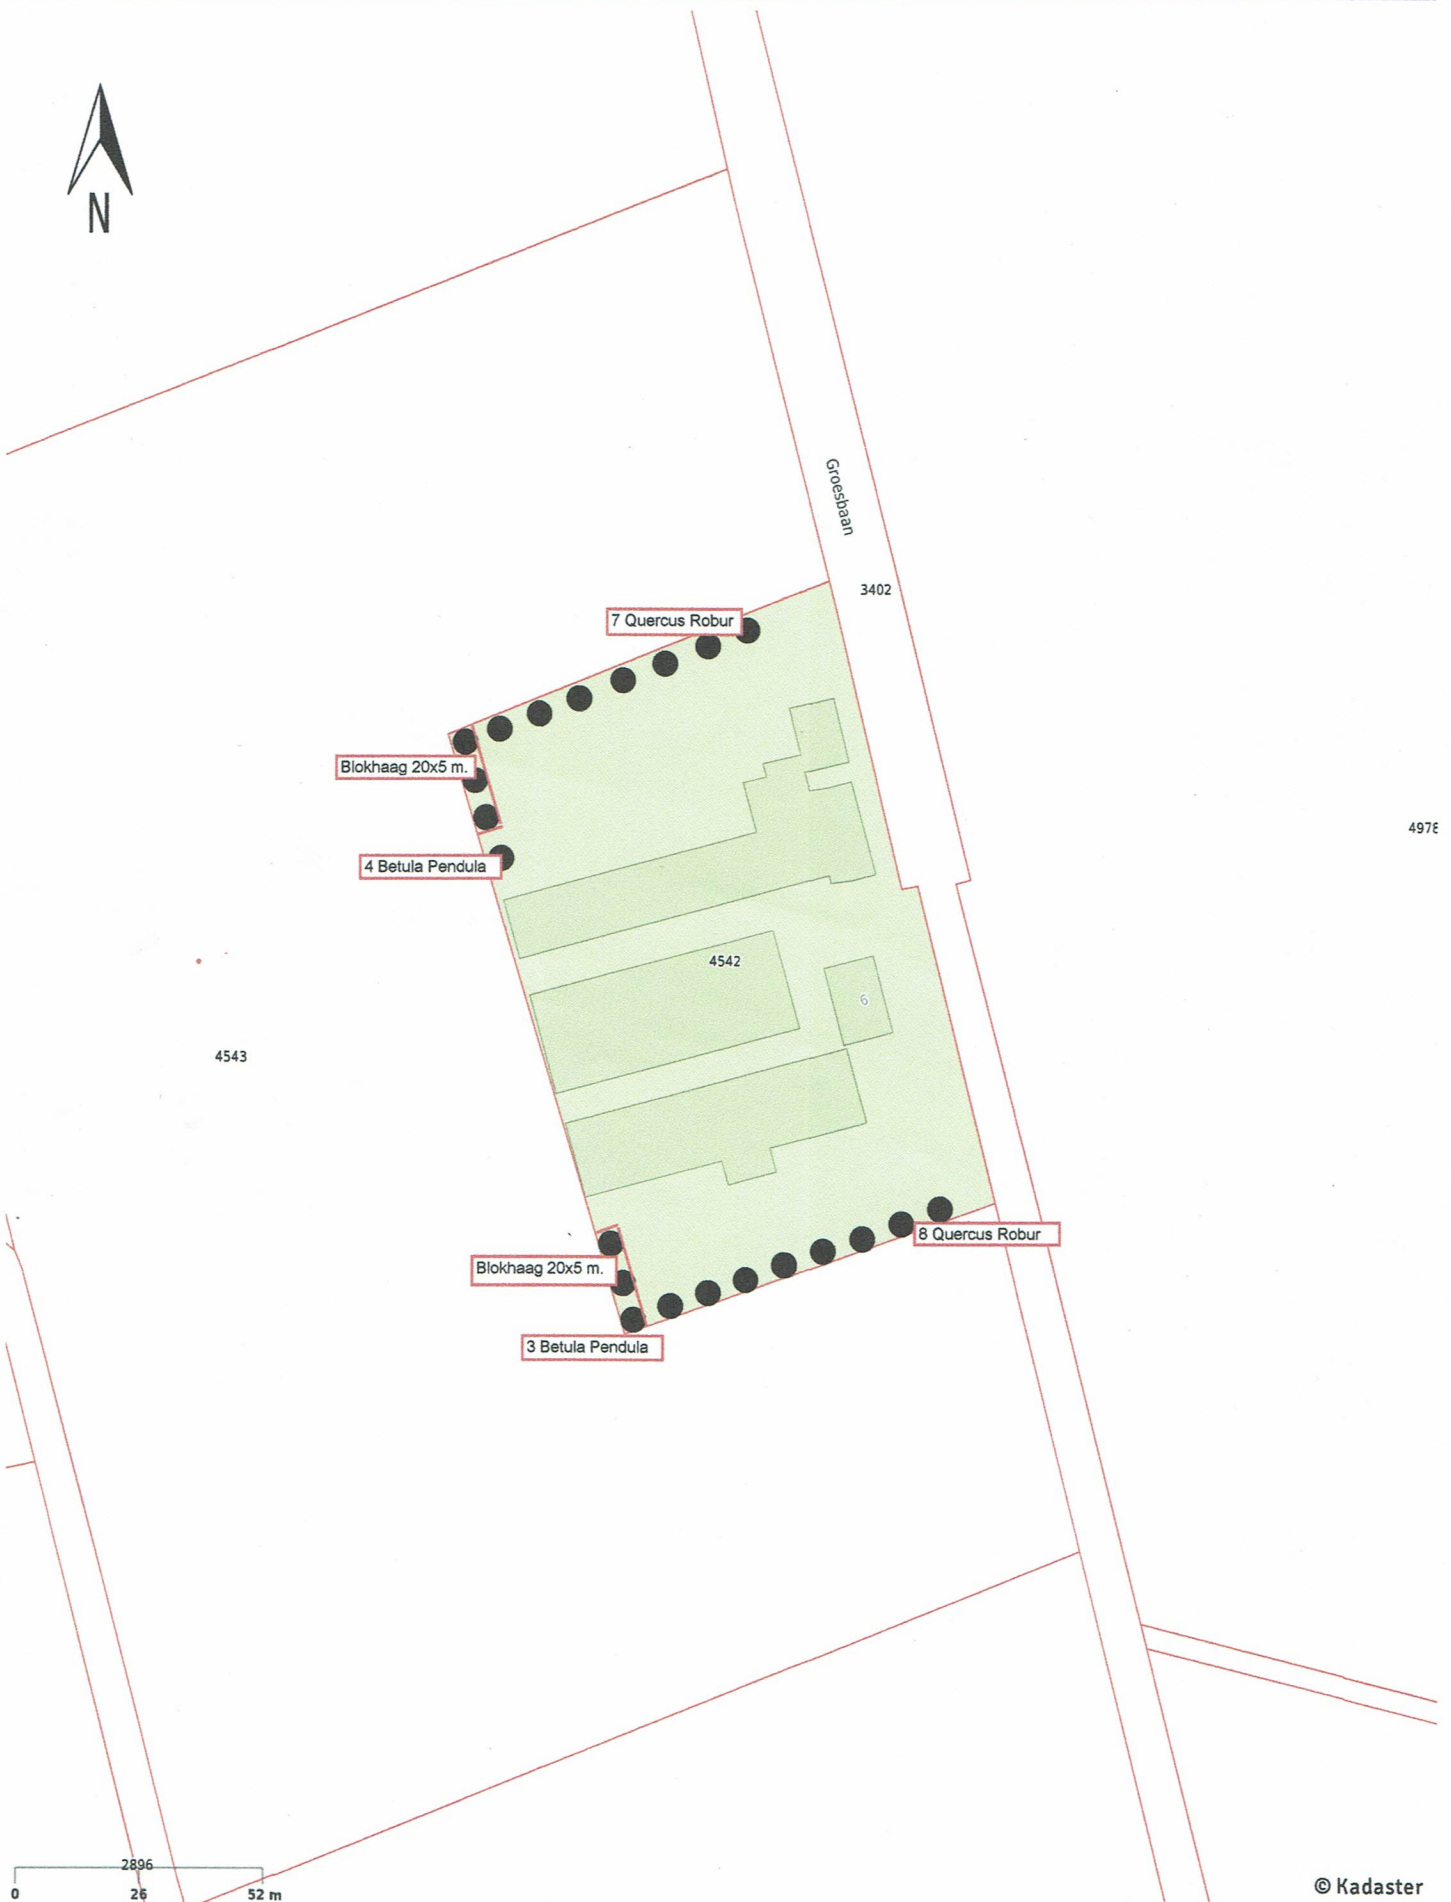 N
Groesbaan
3402
7 Quercus Robur
Blokhaag 20x5 m.
4978
4 Betula Pendula
4542
6
4543
8 Quercus Robur
Blokhaag 20x5 m.
3 Betula Pendula
2896
0 26 52 m
© Kadaster